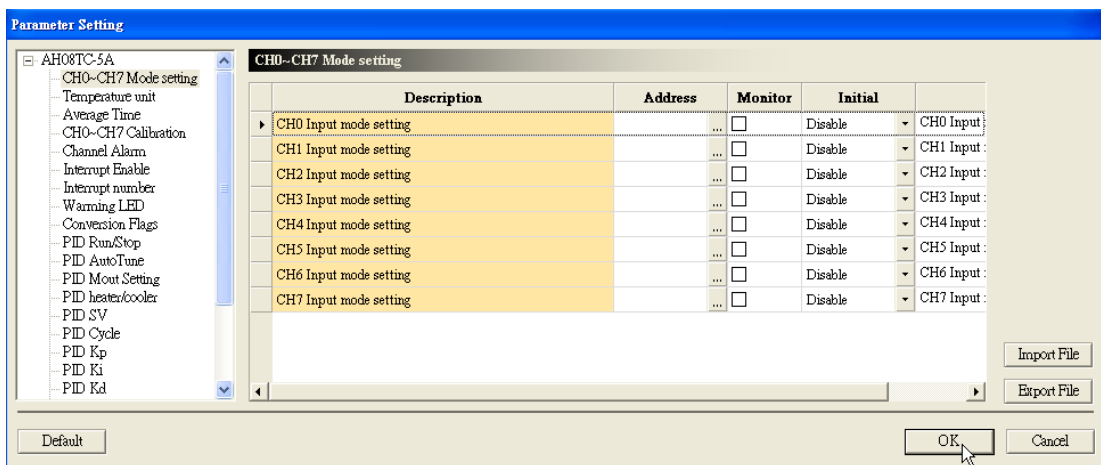 Parameter Setting
AH08TC-5A
CH0~CH7 Mode setting
Temperature unit
Average Time
CH0~CH7 Calibration
Channel Alarm
Interrupt Enable
Interrupt number
Warning LED
Conversion Flags
PID Run/Stop
PID AutoTune
PID Mout Setting
PID heater/cooler
PID SV
PID Cycle
PID Kp
PID Ki
PID Kd
CH0~CH7 Mode setting
Description Address Monitor Initial
CH0 Input mode setting ... Disable CH0 Input
CH1 Input mode setting ... Disable CH1 Input :
CH2 Input mode setting ... Disable CH2 Input :
CH3 Input mode setting ... Disable CH3 Input :
CH4 Input mode setting ... Disable CH4 Input :
CH5 Input mode setting ... Disable CH5 Input :
CH6 Input mode setting ... Disable CH6 Input :
CH7 Input mode setting ... Disable CH7 Input :
Import File
Export File
Default OK Cancel